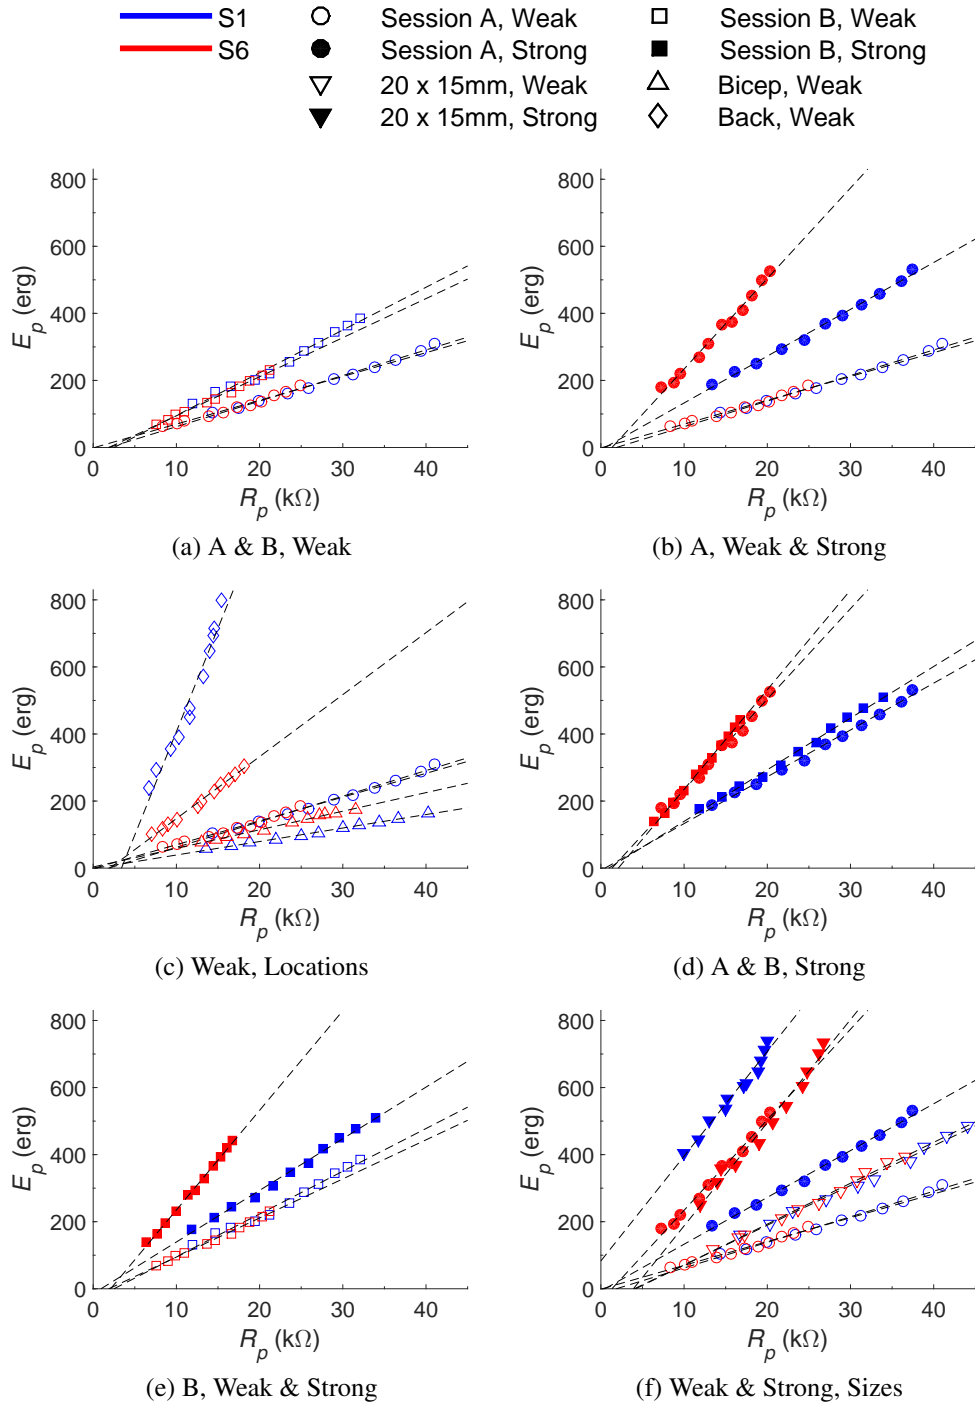 S1
Session A, Weak
Session B, Weak
S6
Session A, Strong
Session B, Strong
20 x 15mm, Weak
Bicep, Weak
20 x 15mm, Strong
Back, Weak
800
600
400
200
0
E_p (erg)
0 10 20 30 40
R_p (kΩ)
(a) A & B, Weak
800
600
400
200
0
E_p (erg)
0 10 20 30 40
R_p (kΩ)
(b) A, Weak & Strong
800
600
400
200
0
E_p (erg)
0 10 20 30 40
R_p (kΩ)
(c) Weak, Locations
800
600
400
200
0
E_p (erg)
0 10 20 30 40
R_p (kΩ)
(d) A & B, Strong
800
600
400
200
0
E_p (erg)
0 10 20 30 40
R_p (kΩ)
(e) B, Weak & Strong
800
600
400
200
0
E_p (erg)
0 10 20 30 40
R_p (kΩ)
(f) Weak & Strong, Sizes